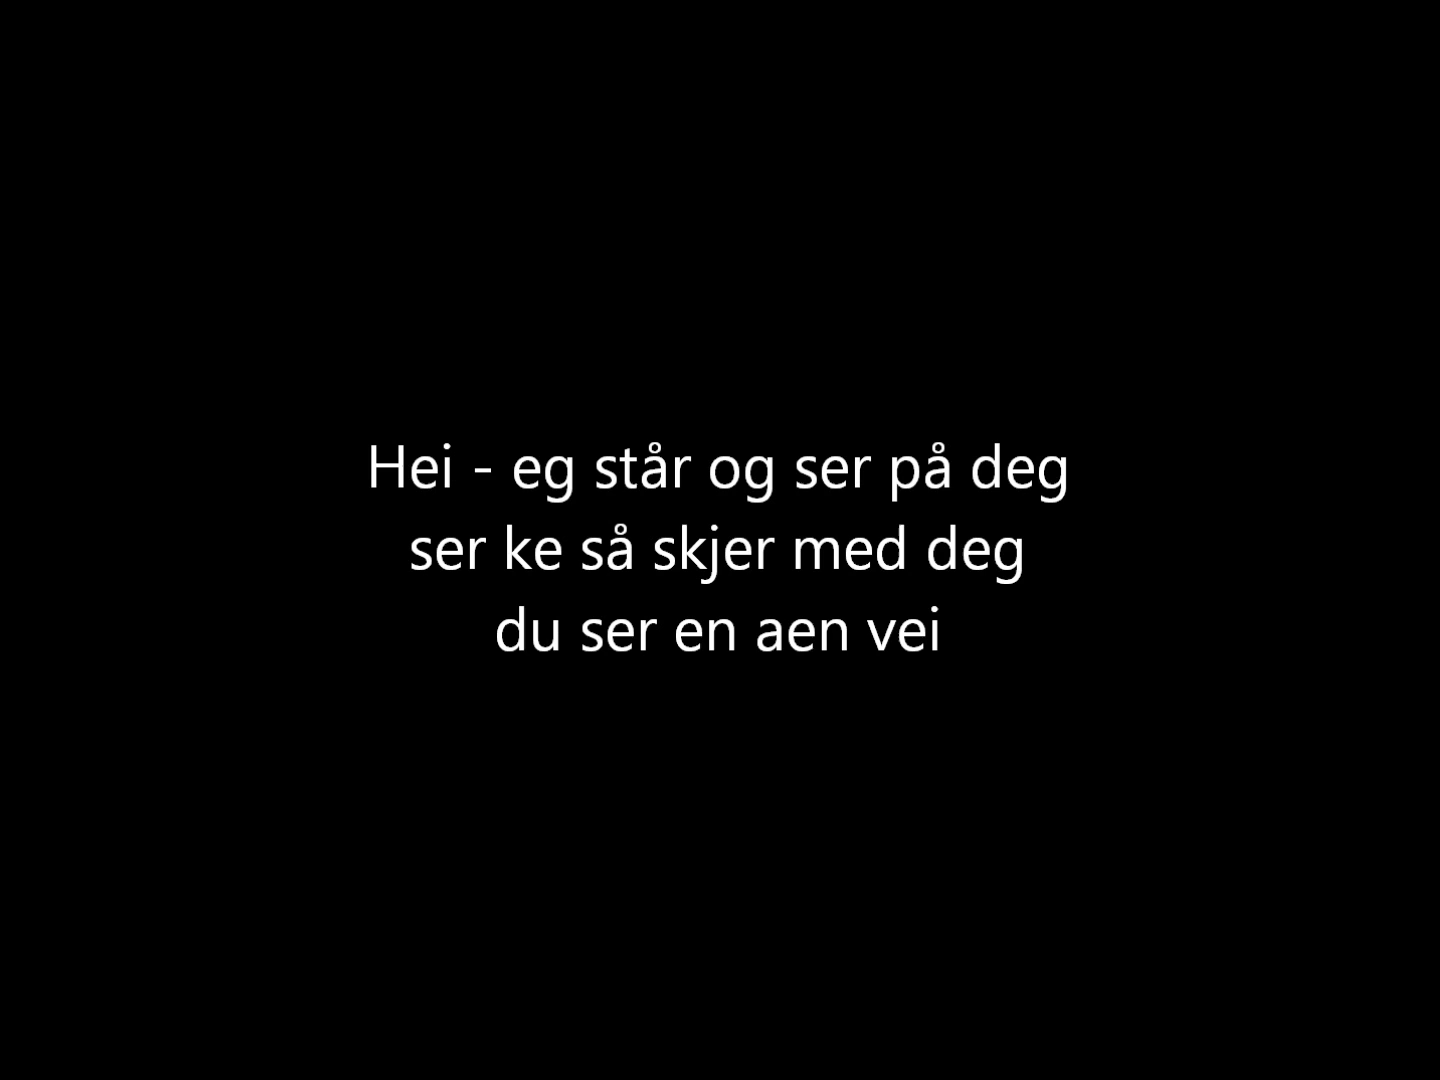 Hei - eg står og ser på deg
ser ke så skjer med deg
du ser en aen vei